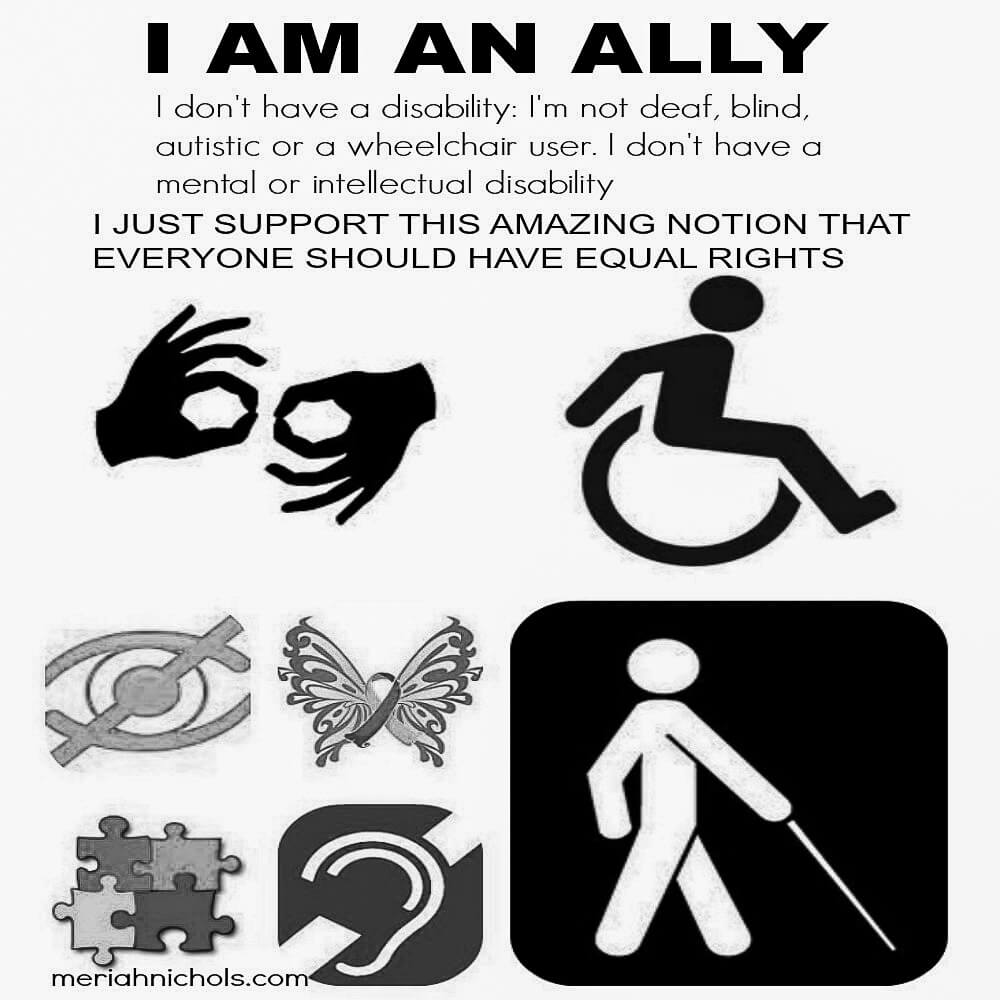 I AM AN ALLY
I don't have a disability: I'm not deaf, blind,
autistic or a wheelchair user. I don't have a
mental or intellectual disability
I JUST SUPPORT THIS AMAZING NOTION THAT
EVERYONE SHOULD HAVE EQUAL RIGHTS
meriahnichols.com